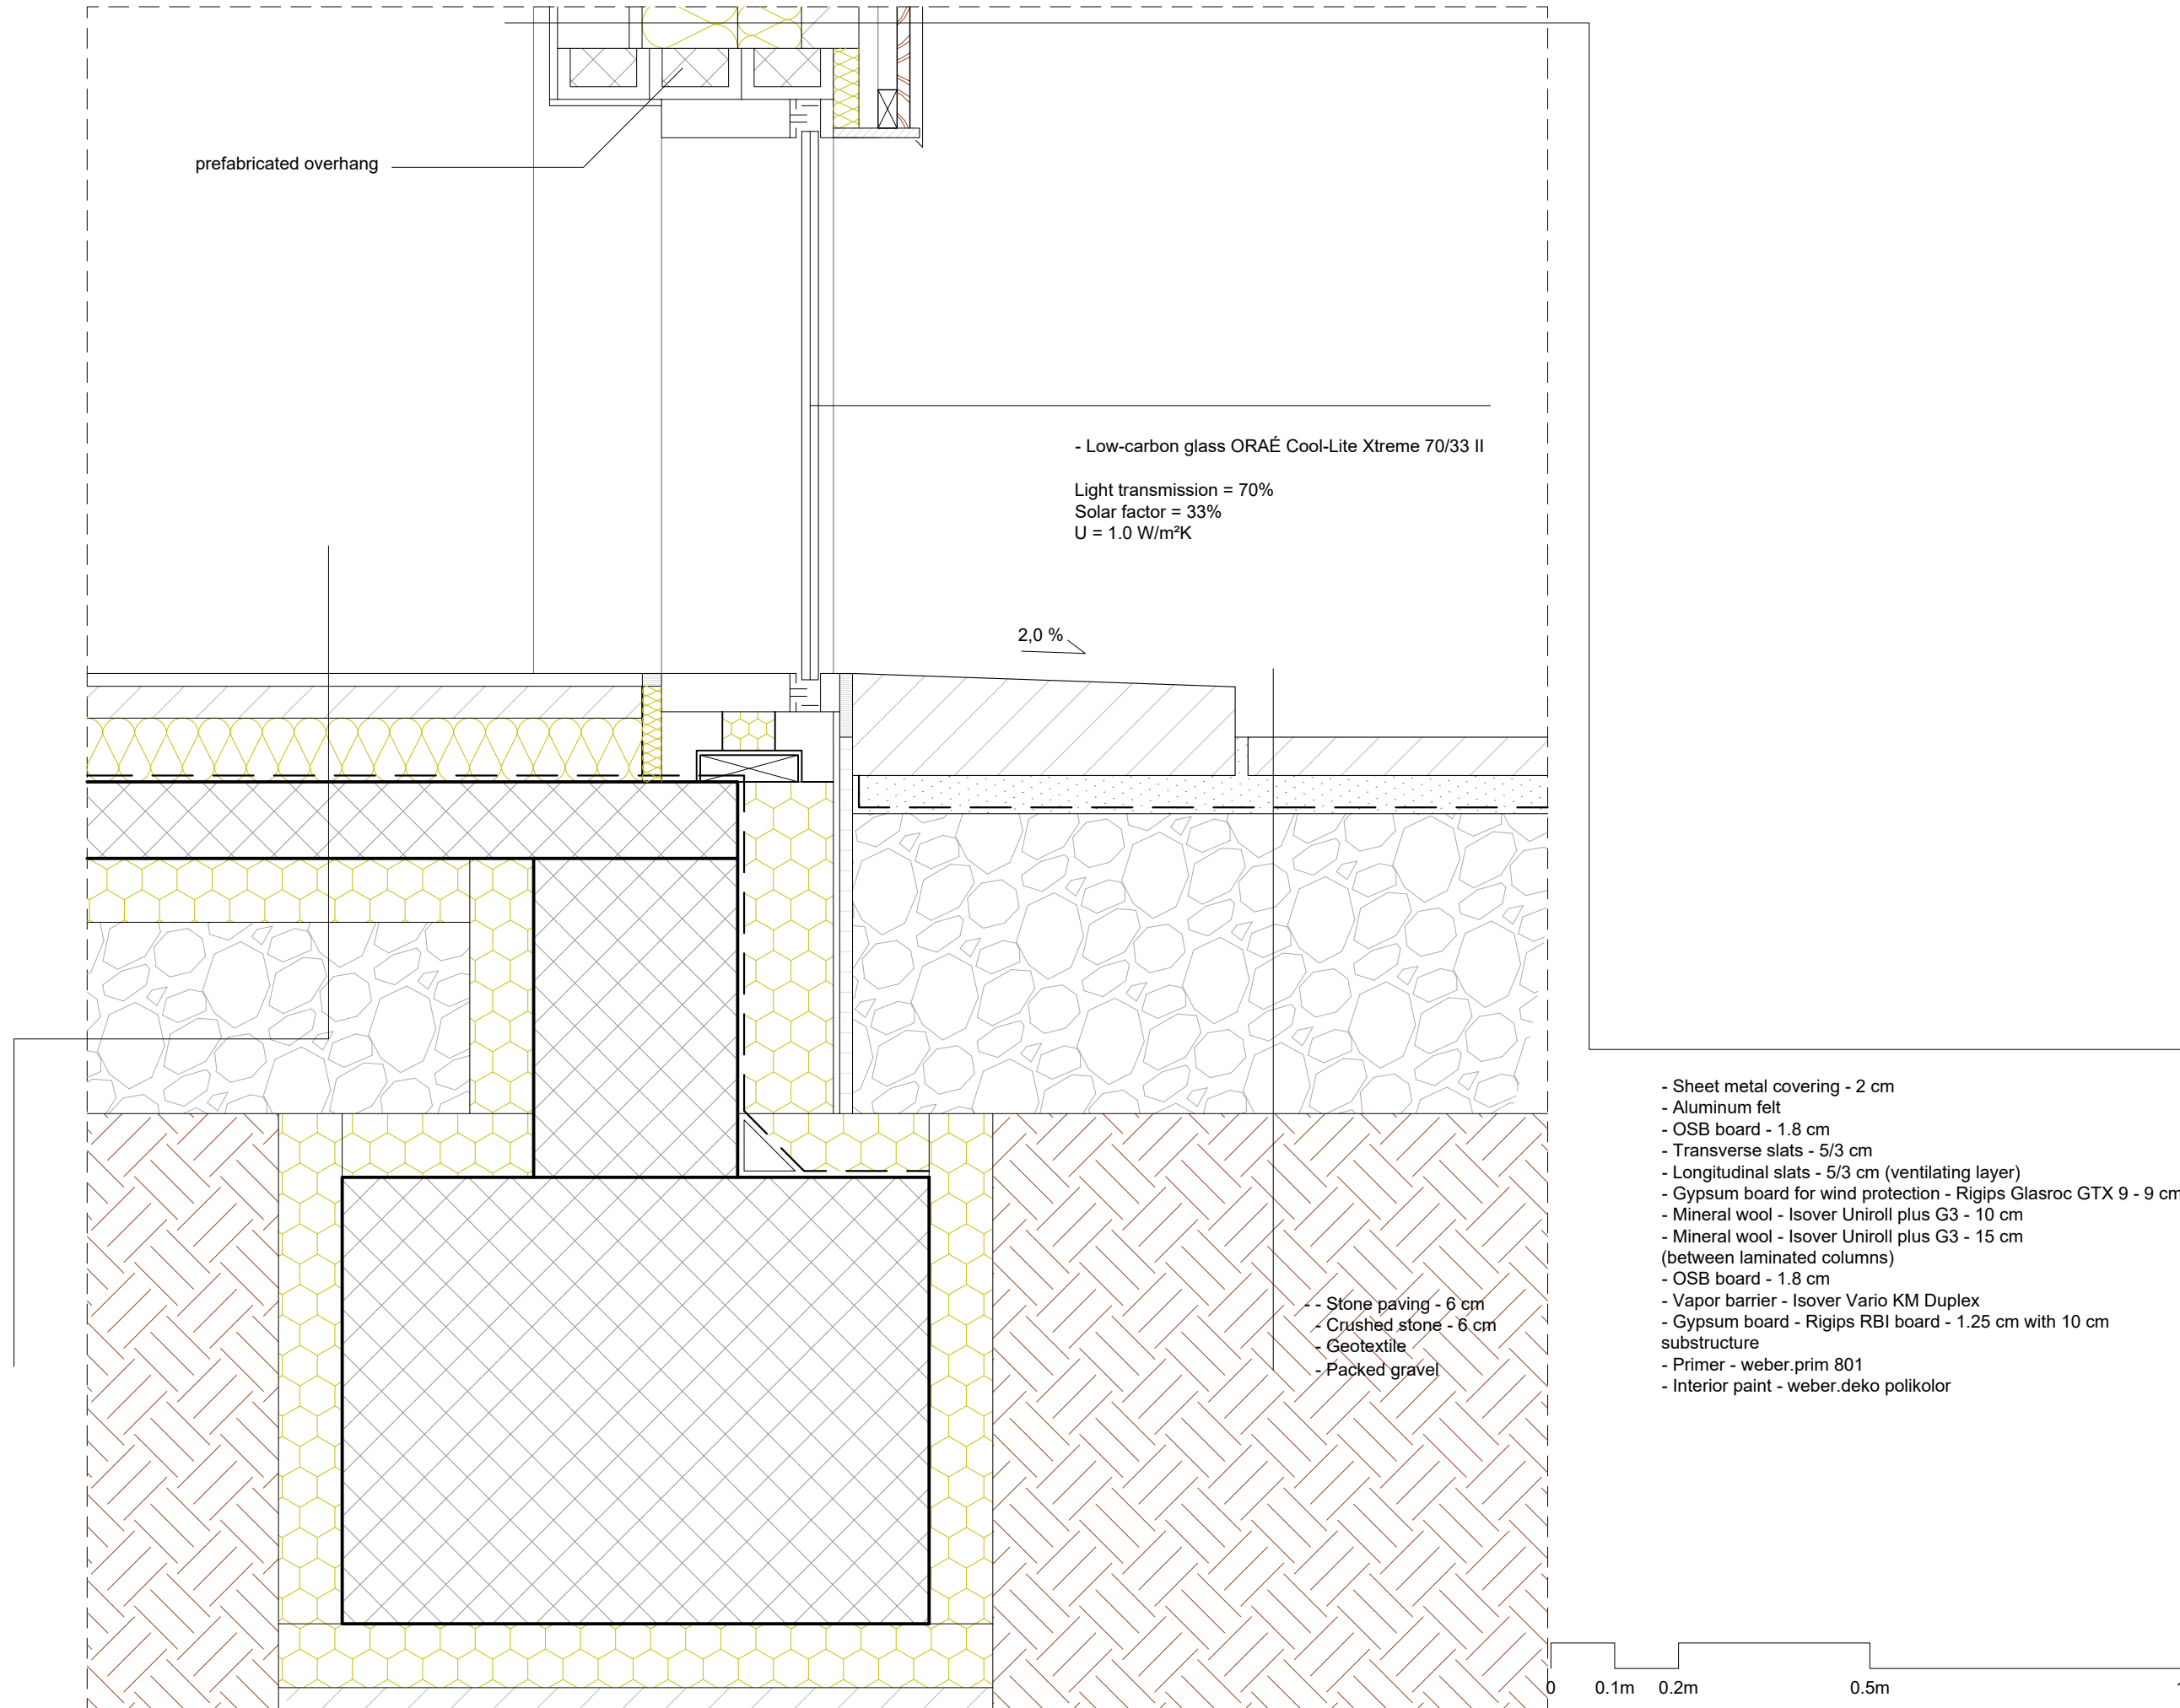 prefabricated overhang
- Low-carbon glass ORAÉ Cool-Lite Xtreme 70/33 II
Light transmission = 70%
Solar factor = 33%
U = 1.0 W/m²K
2,0 %
- Sheet metal covering - 2 cm
- Aluminum felt
- OSB board - 1.8 cm
- Transverse slats - 5/3 cm
- Longitudinal slats - 5/3 cm (ventilating layer)
- Gypsum board for wind protection - Rigips Glasroc GTX 9 - 9 cm
- Mineral wool - Isover Uniroll plus G3 - 10 cm
- Mineral wool - Isover Uniroll plus G3 - 15 cm
(between laminated columns)
- OSB board - 1.8 cm
- Vapor barrier - Isover Vario KM Duplex
- Gypsum board - Rigips RBI board - 1.25 cm with 10 cm
substructure
- Primer - weber.prim 801
- Interior paint - weber.deko polikolor
- - Stone paving - 6 cm
- Crushed stone - 6 cm
- Geotextile
- Packed gravel
0 0.1m 0.2m 0.5m